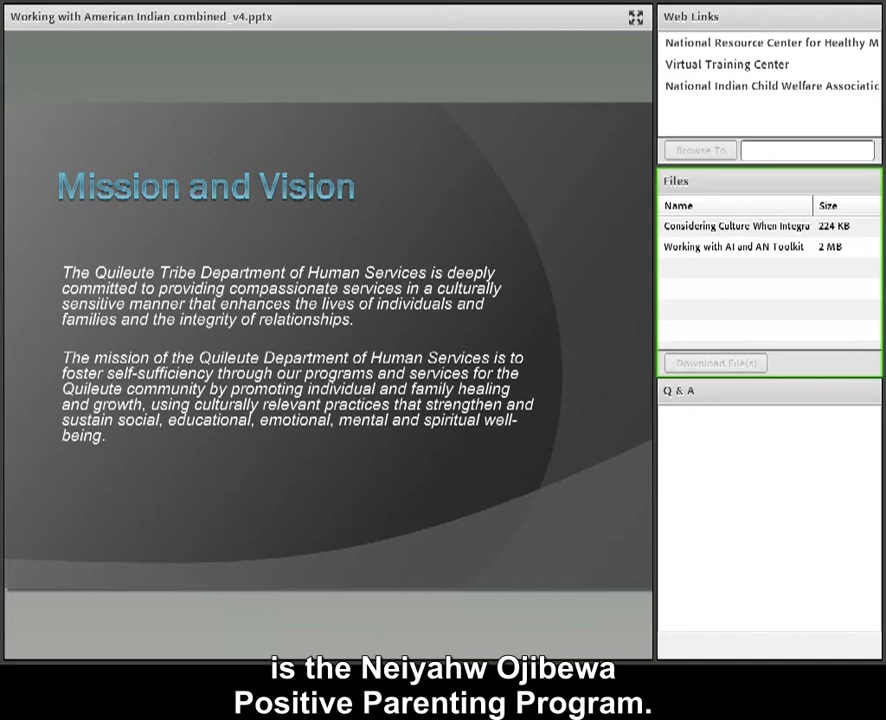 Working with American Indian combined_v4.pptx
Mission and Vision
The Quileute Tribe Department of Human Services is deeply
committed to providing compassionate services in a culturally
sensitive manner that enhances the lives of individuals and
families and the integrity of relationships.
The mission of the Quileute Department of Human Services is to
foster self-sufficiency through our programs and services for the
Quileute community by promoting individual and family healing
and growth, using culturally relevant practices that strengthen and
sustain social, educational, emotional, mental and spiritual well-
being.
Web Links
National Resource Center for Healthy M
Virtual Training Center
National Indian Child Welfare Associatic
Browse To
Files
Name Size
Considering Culture When Integra 224 KB
Working with AI and AN Toolkit 2 MB
Download File(s)
Q & A
is the Neiyahw Ojibewa
Positive Parenting Program.